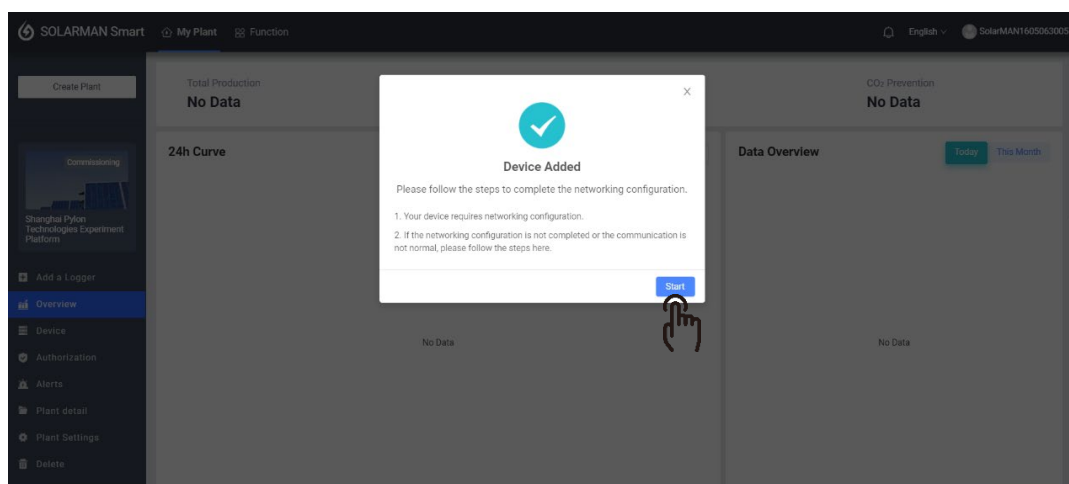 SOLARMAN Smart
My Plant
Function
English
SolarMAN1605063005
Create Plant
Total Production
No Data
CO₂ Prevention
No Data
Commissioning
Shanghai Pylon
Technologies Experiment
Platform
24h Curve
Data Overview
Today
This Month
X
Device Added
Please follow the steps to complete the networking configuration.
1. Your device requires networking configuration.
2. If the networking configuration is not completed or the communication is
not normal, please follow the steps here.
Start
Add a Logger
Overview
Device
Authorization
Alerts
Plant detail
Plant Settings
Delete
No Data
No Data